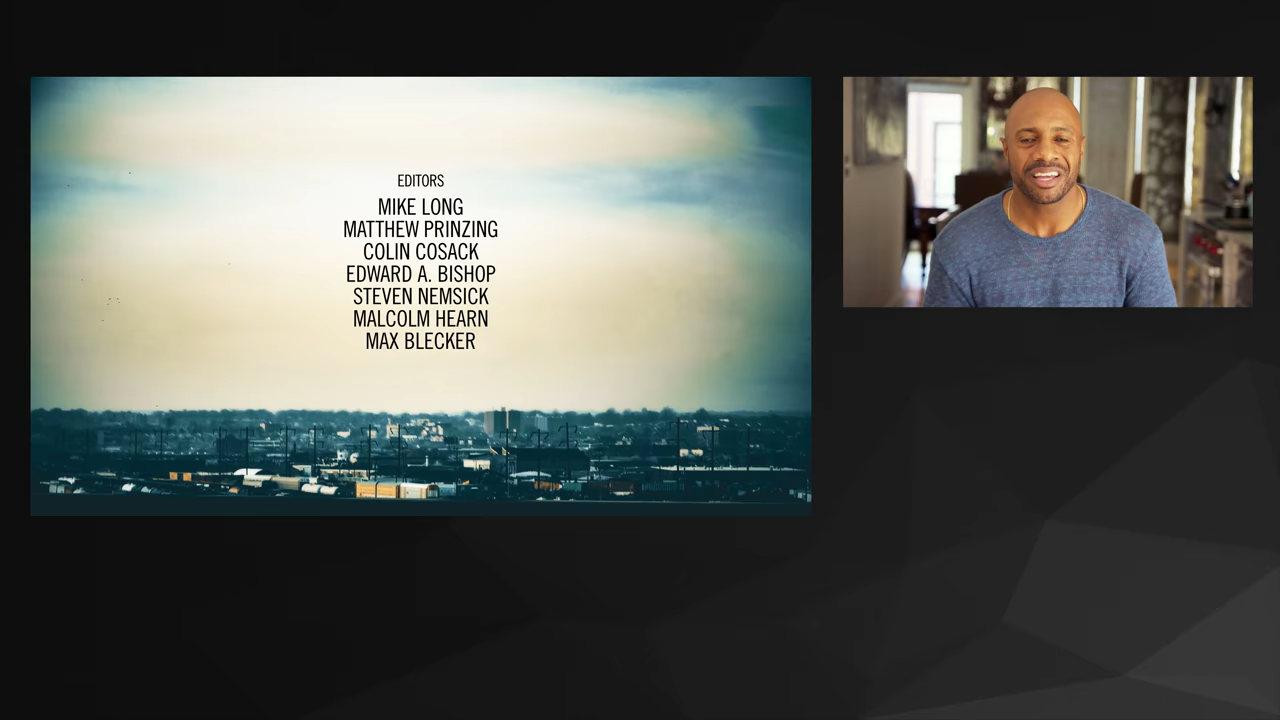 EDITORS
MIKE LONG
MATTHEW PRINZING
COLIN COSACK
EDWARD A. BISHOP
STEVEN NEMSICK
MALCOLM HEARN
MAX BLECKER